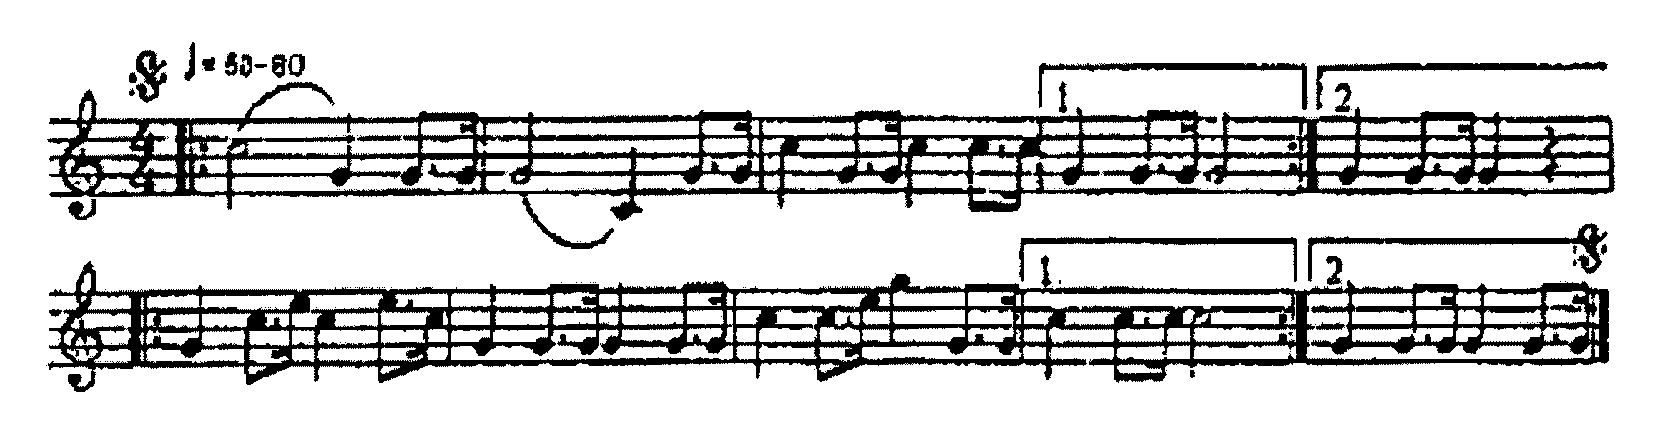 ♩ = 50-60
1 2
1. 2